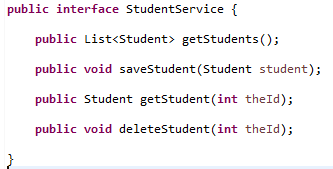 public interface StudentService {
public List<Student> getStudents();
public void saveStudent(Student student);
public Student getStudent(int theId);
public void deleteStudent(int theId);
}